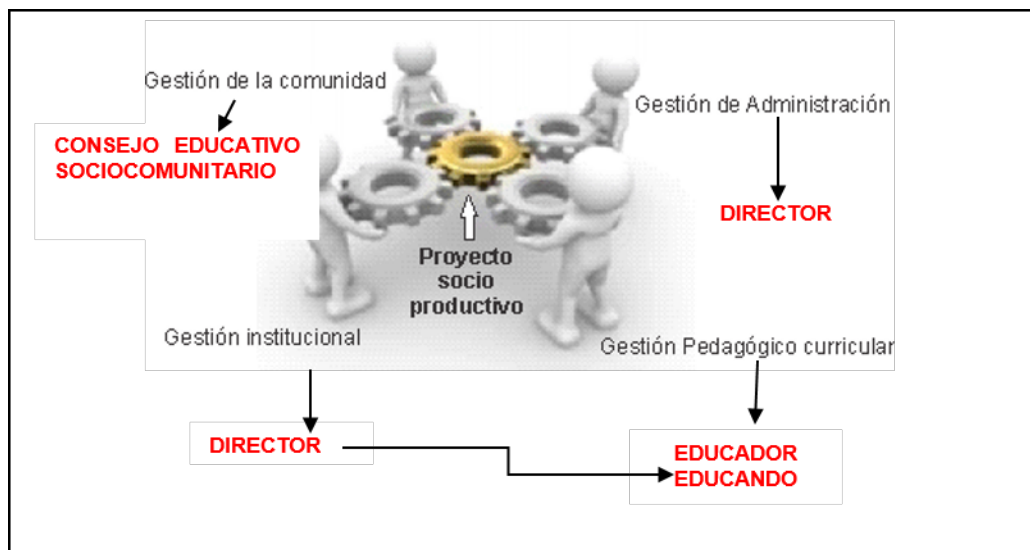 Gestión de la comunidad
CONSEJO EDUCATIVO
SOCIOCOMUNITARIO
Gestión de Administración
DIRECTOR
Proyecto
socio
productivo
Gestión institucional
Gestión Pedagógico curricular
DIRECTOR
EDUCADOR
EDUCANDO